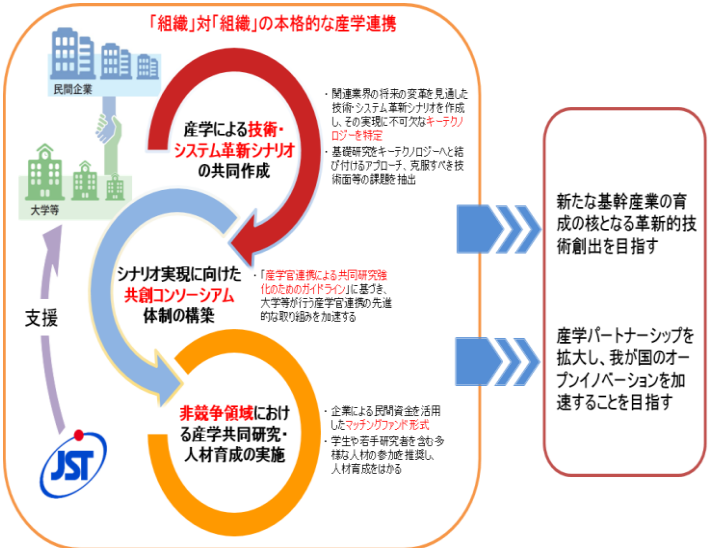 「組織」対「組織」の本格的な産学連携
民間企業
大学等
支援
JST
産学による技術・
システム革新シナリオ
の共同作成
・関連業界の将来の変革を見通した
技術・システム革新シナリオを作成
し、その実現に不可欠なキーテクノ
ロジーを特定
・基礎研究をキーテクノロジーへと結
び付けるアプローチ、克服すべき技
術面等の課題を抽出
シナリオ実現に向けた
共創コンソーシアム
体制の構築
・「産学官連携による共同研究強
化のためのガイドライン」に基づき、
大学等が行う産学官連携の先進
的な取り組みを加速する
非競争領域におけ
る産学共同研究・
人材育成の実施
・企業による民間資金を活用
したマッチングファンド形式
・学生や若手研究者を含む多
様な人材の参加を推奨し、
人材育成をはかる
新たな基幹産業の育
成の核となる革新的技
術創出を目指す
産学パートナーシップを
拡大し、我が国のオー
プンイノベーションを加
速することを目指す